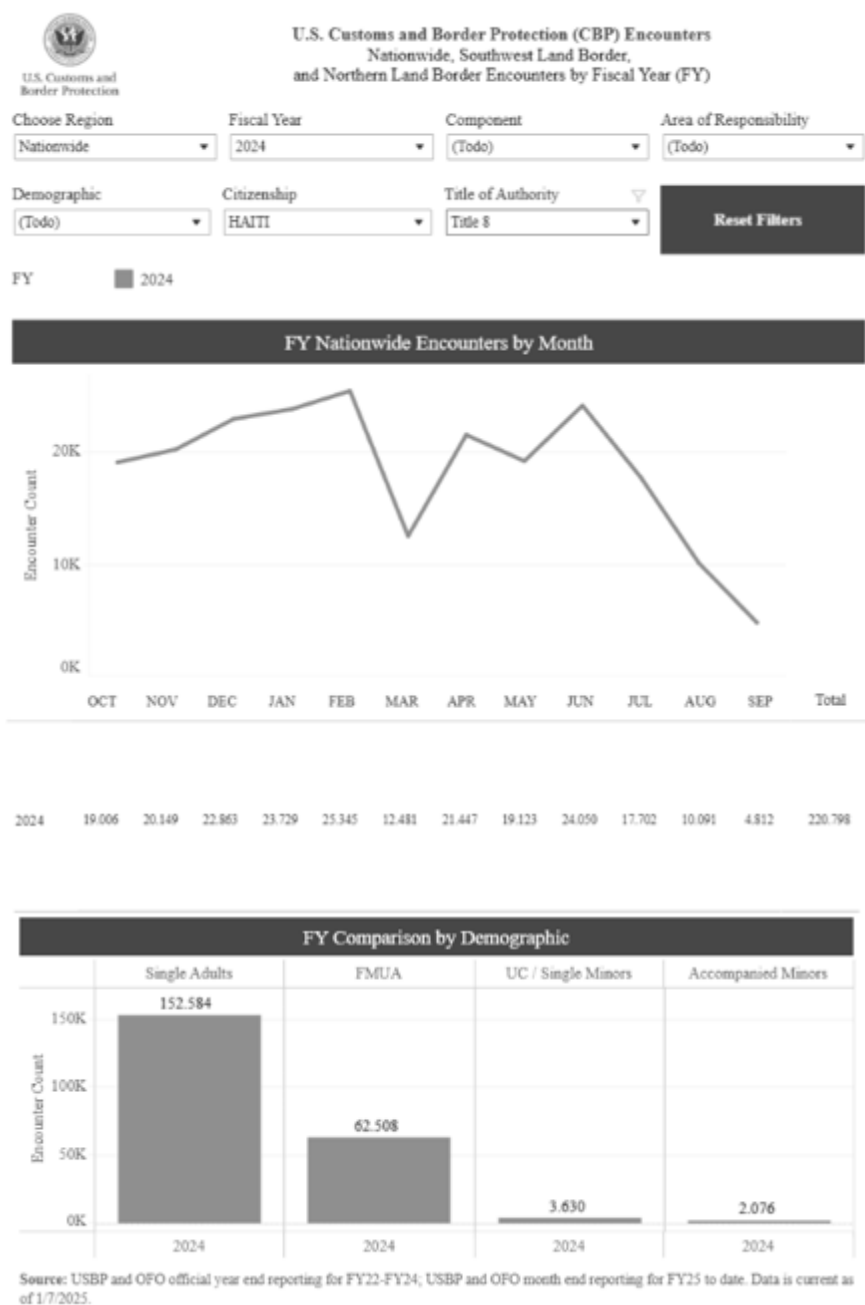 U.S. Customs and
Border Protection
U.S. Customs and Border Protection (CBP) Encounters
Nationwide, Southwest Land Border,
and Northern Land Border Encounters by Fiscal Year (FY)
Choose Region Fiscal Year Component Area of Responsibility
Nationwide 2024 (Todo) (Todo)
Demographic Citizenship Title of Authority
(Todo) HAITI Title 8 Reset Filters
FY 2024
FY Nationwide Encounters by Month
Encounter Count
20K
10K
0K
OCT NOV DEC JAN FEB MAR APR MAY JUN JUL AUG SEP Total
2024 19.006 20.149 22.863 23.729 25.345 12.481 21.447 19.123 24.050 17.702 10.091 4.812 220.798
FY Comparison by Demographic
Single Adults FMUA UC / Single Minors Accompanied Minors
Encounter Count
150K
100K
50K
0K
152.584
62.508
3.630
2.076
2024 2024 2024 2024
Source: USBP and OFO official year end reporting for FY22-FY24; USBP and OFO month end reporting for FY25 to date. Data is current as
of 1/7/2025.